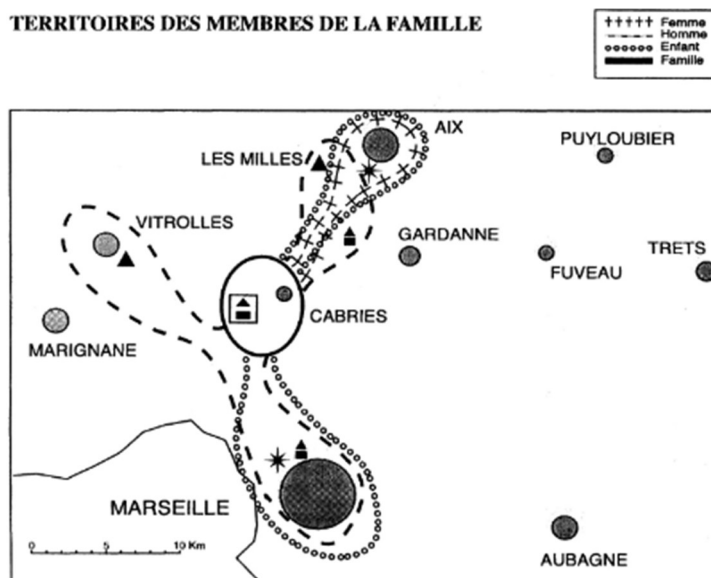 TERRITOIRES DES MEMBRES DE LA FAMILLE
Femme
Homme
Enfant
Famille
AIX
PUYLOUBIER
LES MILLES
VITROLLES
GARDANNE
TRETS
FUVEAU
CABRIES
MARIGNANE
MARSEILLE
0 5 10 Km
AUBAGNE